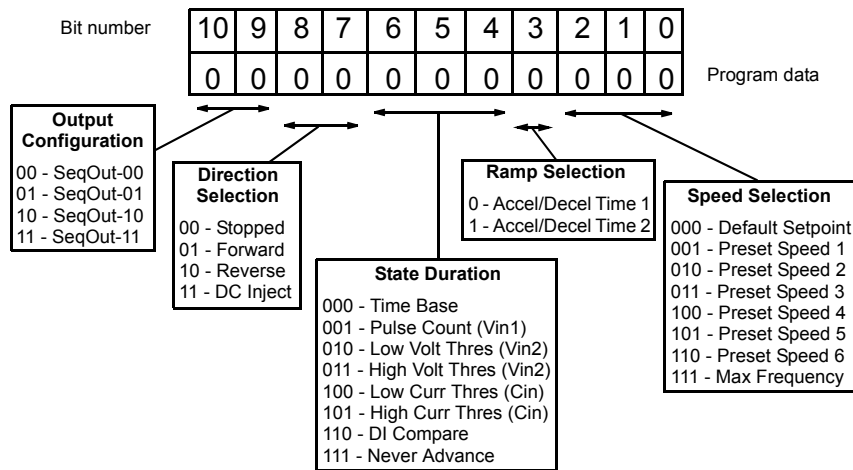 Bit number
10 9 8 7 6 5 4 3 2 1 0
0 0 0 0 0 0 0 0 0 0 0
Program data
Output
Configuration
00 - SeqOut-00
01 - SeqOut-01
10 - SeqOut-10
11 - SeqOut-11
Direction
Selection
00 - Stopped
01 - Forward
10 - Reverse
11 - DC Inject
State Duration
000 - Time Base
001 - Pulse Count (Vin1)
010 - Low Volt Thres (Vin2)
011 - High Volt Thres (Vin2)
100 - Low Curr Thres (Cin)
101 - High Curr Thres (Cin)
110 - DI Compare
111 - Never Advance
Ramp Selection
0 - Accel/Decel Time 1
1 - Accel/Decel Time 2
Speed Selection
000 - Default Setpoint
001 - Preset Speed 1
010 - Preset Speed 2
011 - Preset Speed 3
100 - Preset Speed 4
101 - Preset Speed 5
110 - Preset Speed 6
111 - Max Frequency